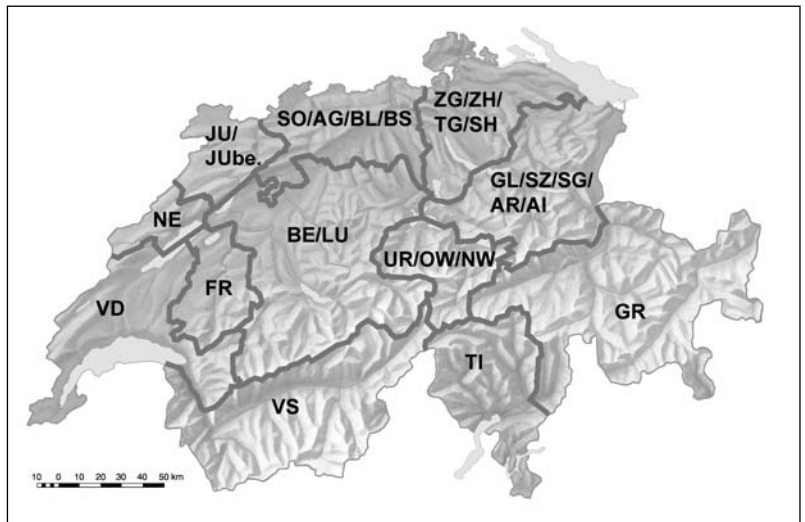 ZG/ZH/
TG/SH
SO/AG/BL/BS
JU/
JUbe.
GL/SZ/SG/
AR/AI
NE
BE/LU
UR/OW/NW
FR
VD
GR
TI
VS
10 0 10 20 30 40 50 km